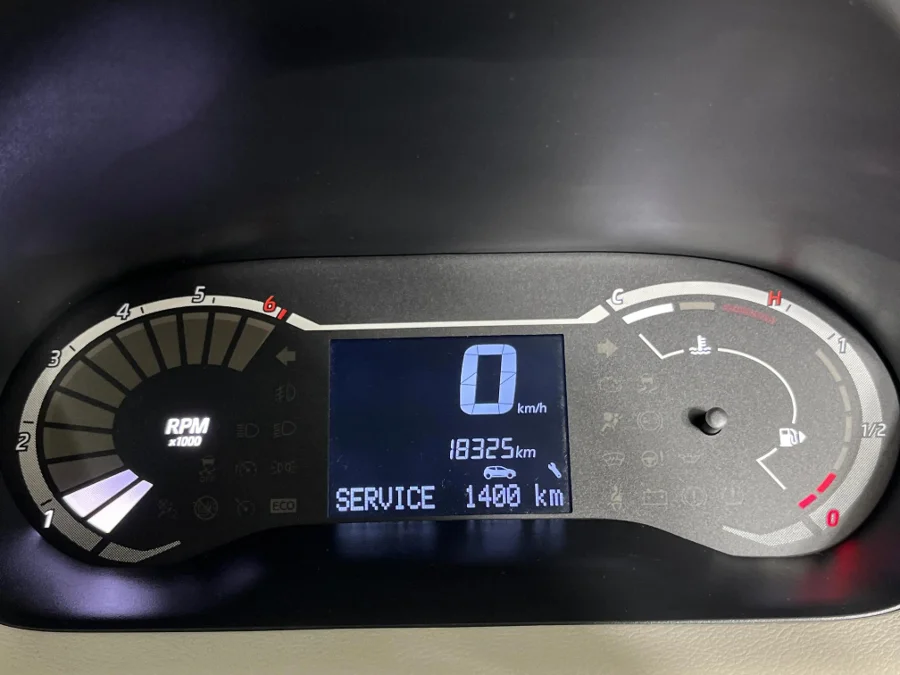 5
6
4
3
RPM
x1000
2
1
ECO
0
km/h
18325km
SERVICE 1400 km
C
H
1
1/2
0